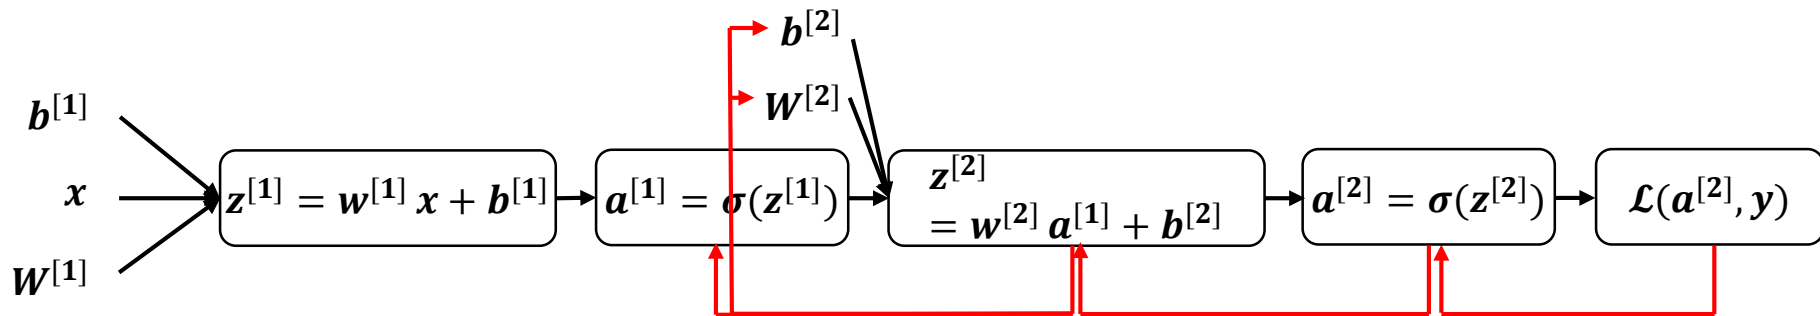 b^[2]
W^[2]
b^[1]
x
W^[1]
z^[1] = w^[1] x + b^[1]
a^[1] = σ(z^[1])
z^[2]
= w^[2] a^[1] + b^[2]
a^[2] = σ(z^[2])
ℒ(a^[2], y)